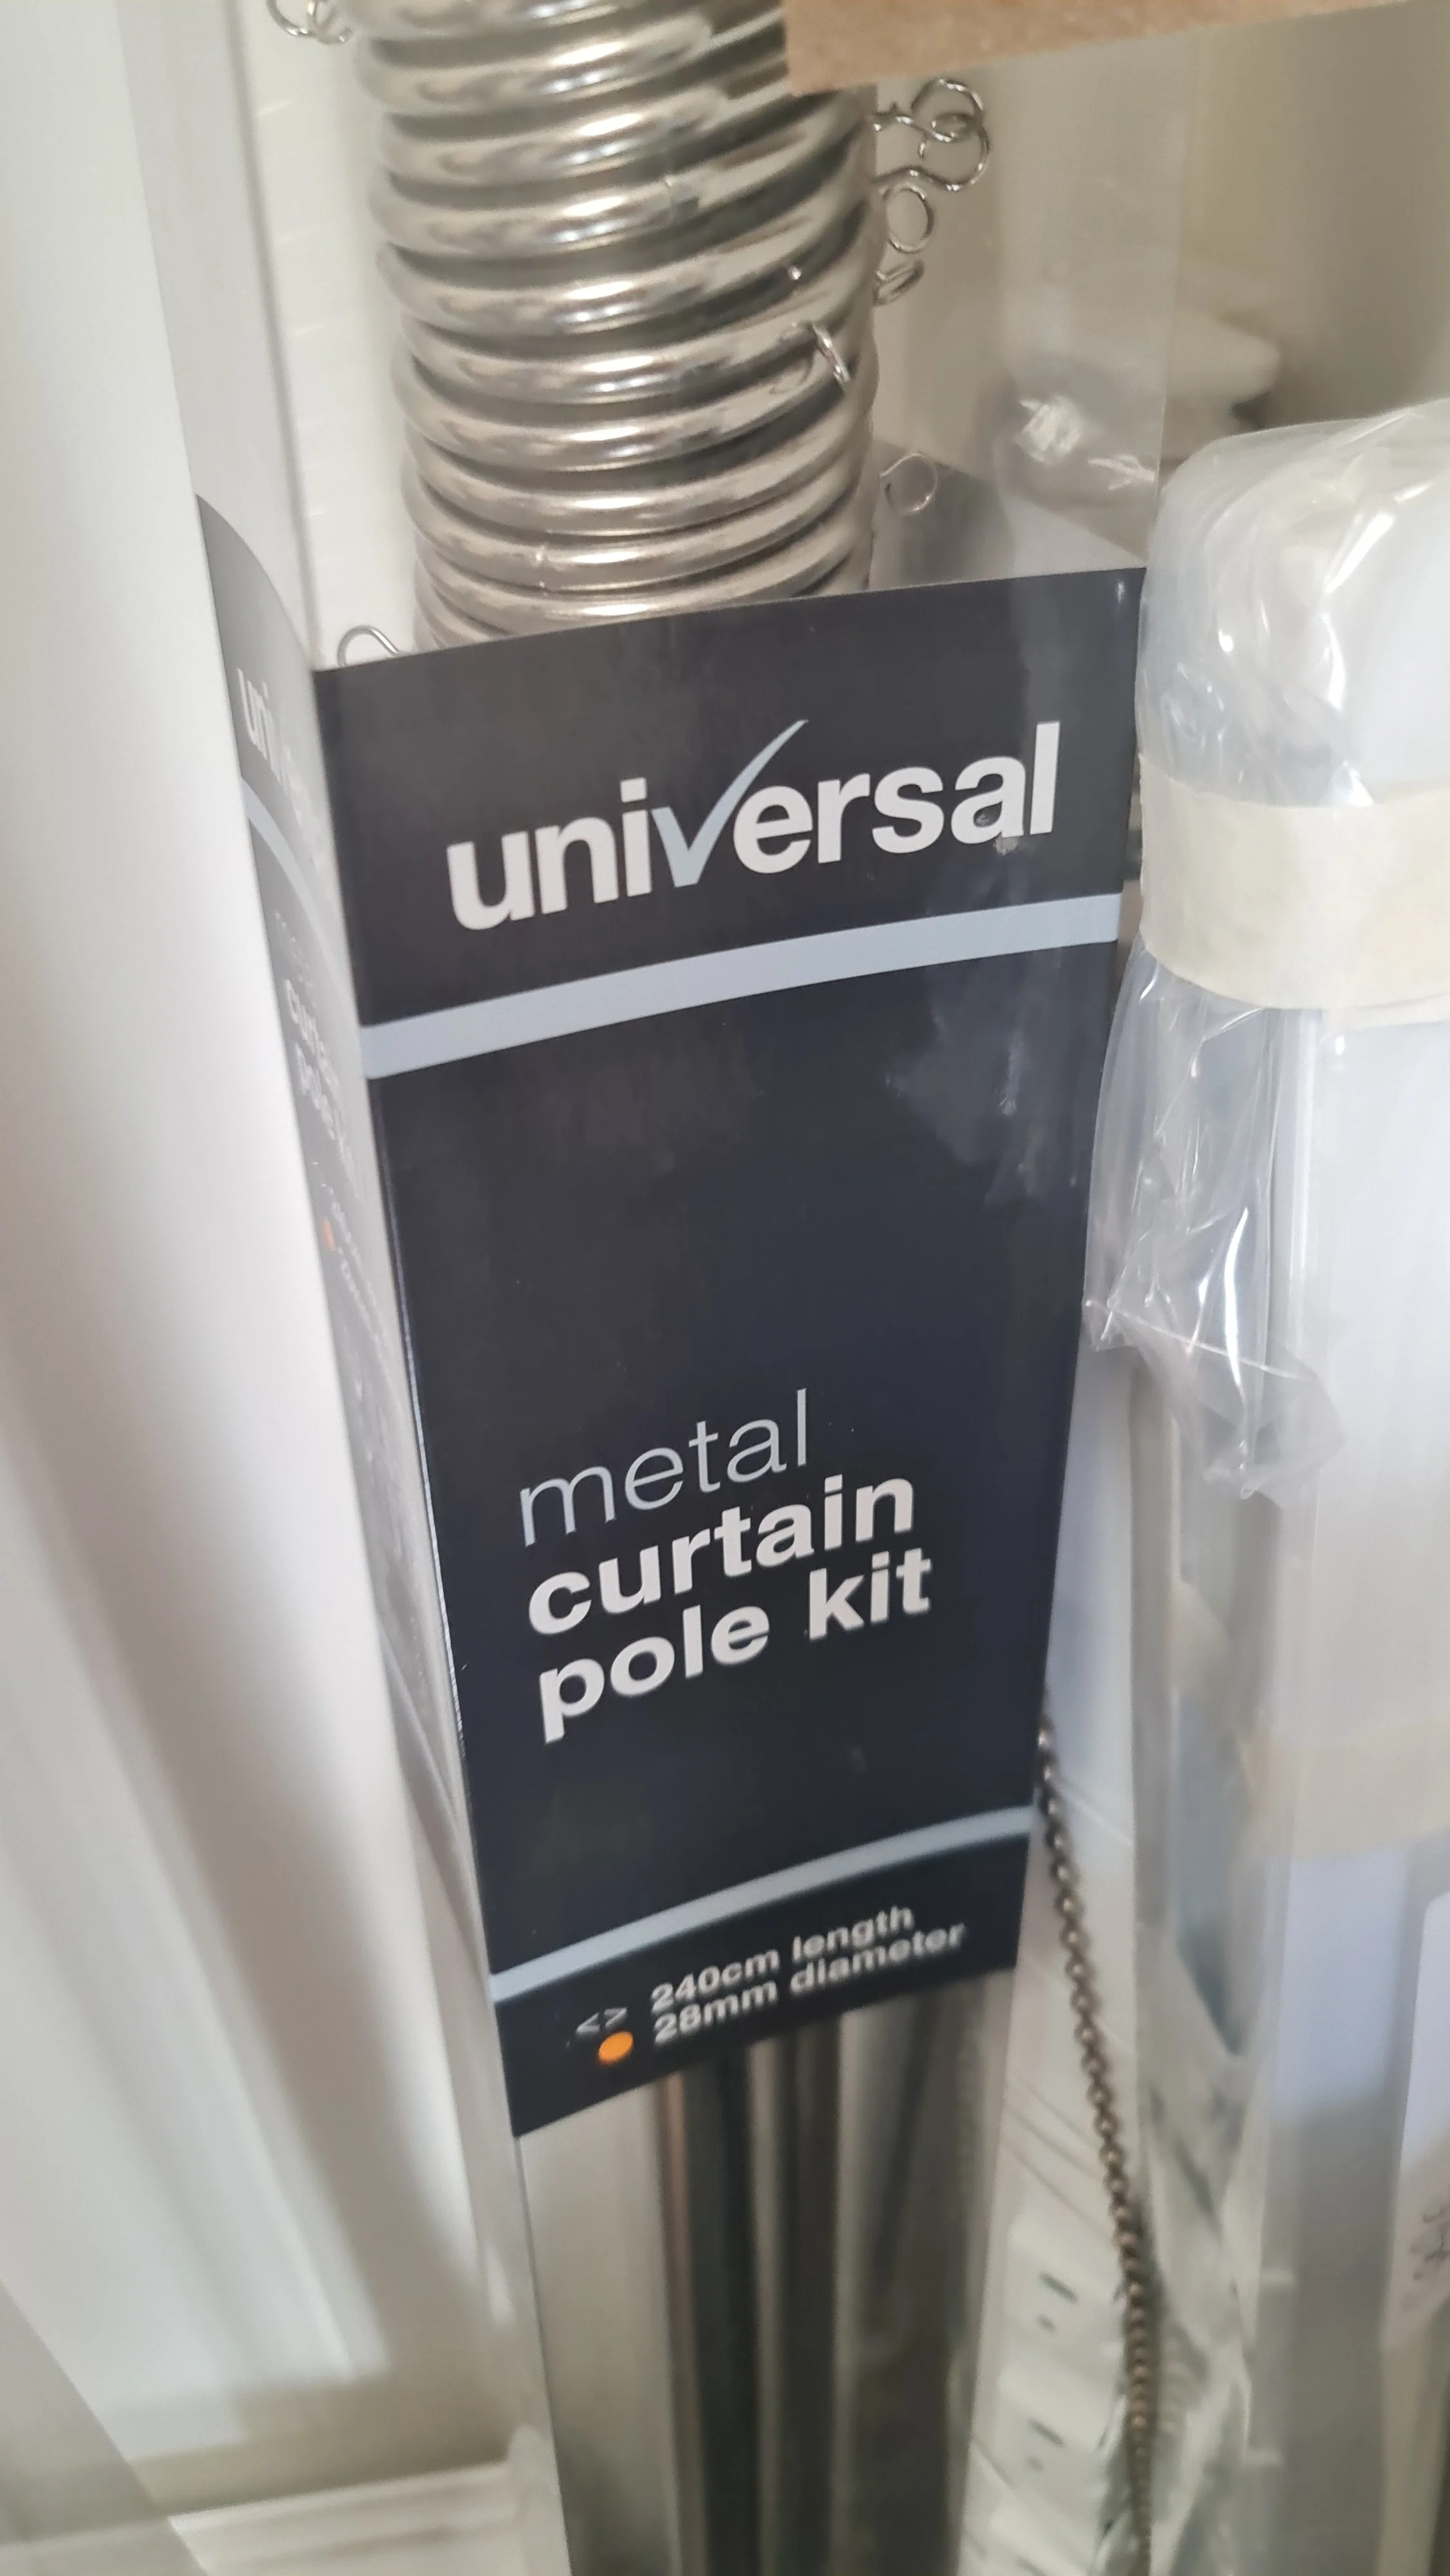 universal
metal
curtain
pole kit
<> 240cm length
28mm diameter